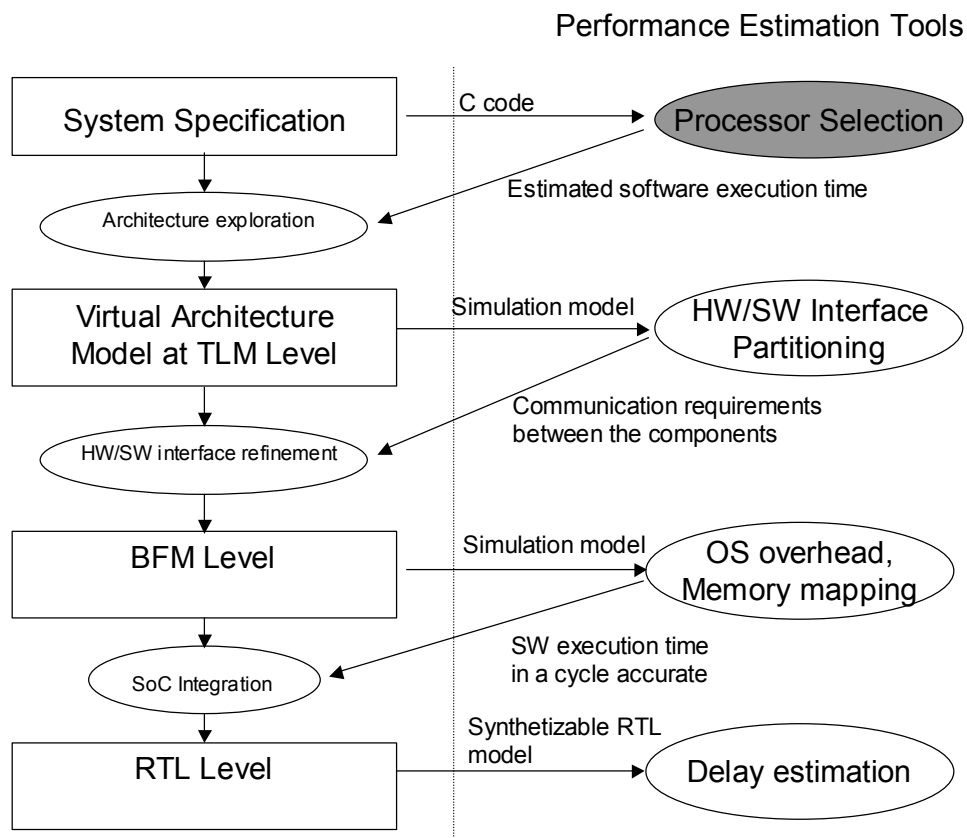 Performance Estimation Tools
System Specification
C code
Processor Selection
Estimated software execution time
Architecture exploration
Virtual Architecture
Model at TLM Level
Simulation model
HW/SW Interface
Partitioning
Communication requirements
between the components
HW/SW interface refinement
BFM Level
Simulation model
OS overhead,
Memory mapping
SW execution time
in a cycle accurate
SoC Integration
RTL Level
Synthetizable RTL
model
Delay estimation